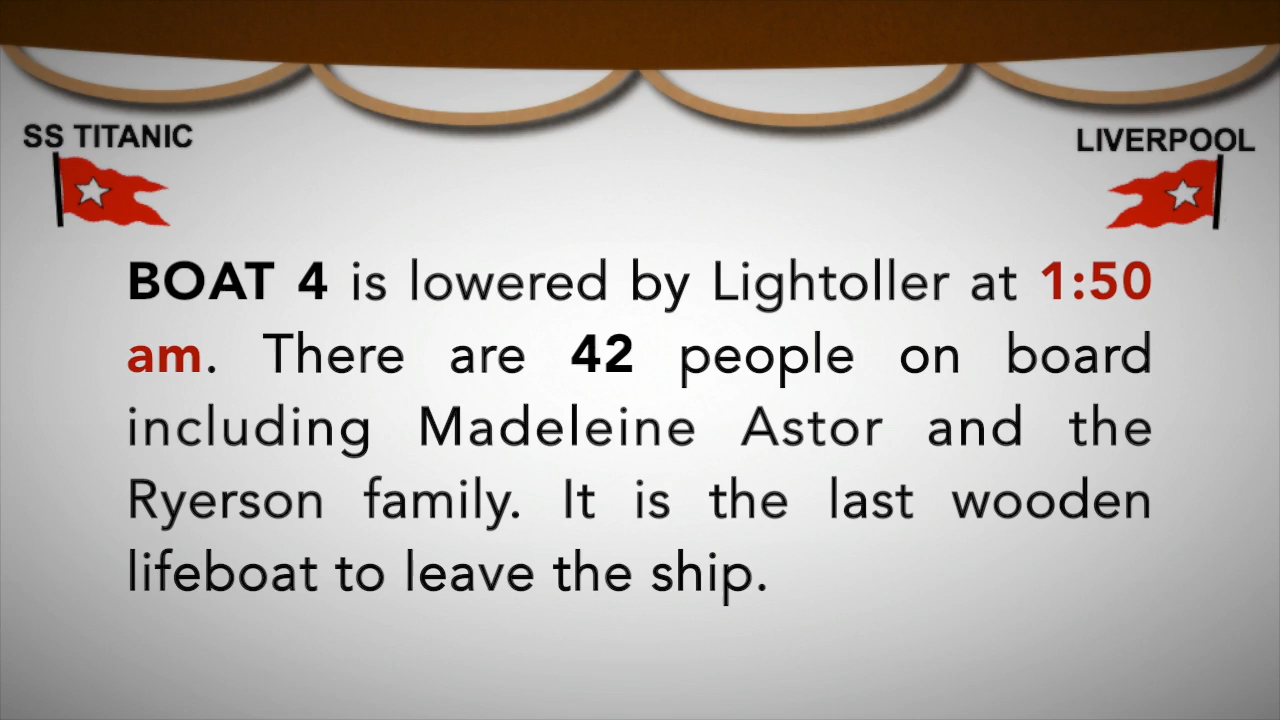 SS TITANIC
LIVERPOOL
BOAT 4 is lowered by Lightoller at 1:50
am. There are 42 people on board
including Madeleine Astor and the
Ryerson family. It is the last wooden
lifeboat to leave the ship.